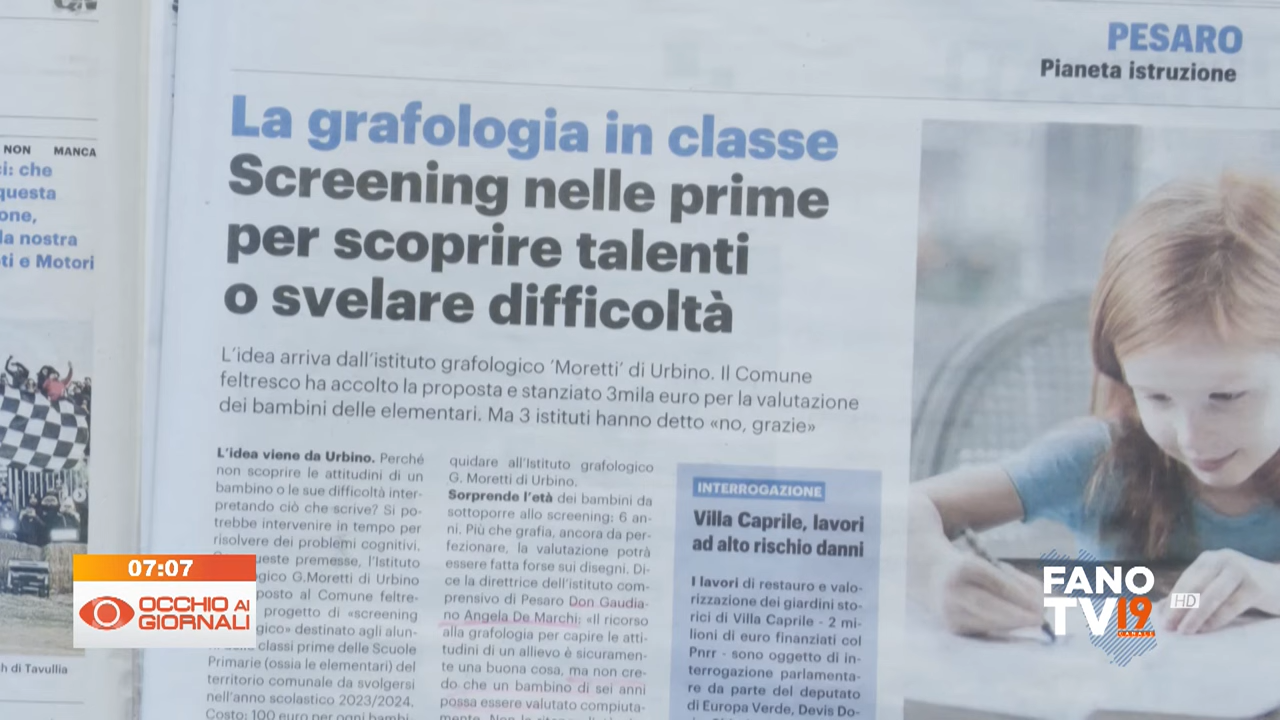 PESARO
Pianeta istruzione
NON MANCA
che
questa
la nostra
e Motori
La grafologia in classe
Screening nelle prime
per scoprire talenti
o svelare difficoltà
L'idea arriva dall'istituto grafologico 'Moretti' di Urbino. Il Comune
feltresco ha accolto la proposta e stanziato 3mila euro per la valutazione
dei bambini delle elementari. Ma 3 istituti hanno detto «no, grazie»
L'idea viene da Urbino. Perché
non scoprire le attitudini di un
bambino o le sue difficoltà inter-
pretando ciò che scrive? Si po-
trebbe intervenire in tempo per
risolvere dei problemi cognitivi.
ueste premesse, l'Istituto
ogico G.Moretti di Urbino
posto al Comune feltre-
progetto di «screening
ogico» destinato agli alun-
classi prime delle Scuole
Primarie (ossia le elementari) del
territorio comunale da svolgersi
nell'anno scolastico 2023/2024.
Costo: 100 euro per ogni bambi-
quidare all'Istituto grafologico
G. Moretti di Urbino.
Sorprende l'età dei bambini da
sottoporre allo screening: 6 an-
ni. Più che grafia, ancora da per-
fezionare, la valutazione potrà
essere fatta forse sui disegni. Di-
ce la direttrice dell'istituto com-
prensivo di Pesaro Don Gaudia-
no Angela De Marchi: «Il ricorso
alla grafologia per capire le atti-
tudini di un allievo è sicuramen-
te una buona cosa, ma non cre-
do che un bambino di sei anni
possa essere valutato compiuta-
INTERROGAZIONE
Villa Caprile, lavori
ad alto rischio danni
I lavori di restauro e valo-
rizzazione dei giardini sto-
rici di Villa Caprile - 2 mi-
lioni di euro finanziati col
Pnrr - sono oggetto di in-
terrogazione parlamenta-
re da parte del deputato
di Europa Verde, Devis Do-
h di Tavullia
07:07
OCCHIO AI
GIORNALI
FANO
TV 19
CANALE
HD